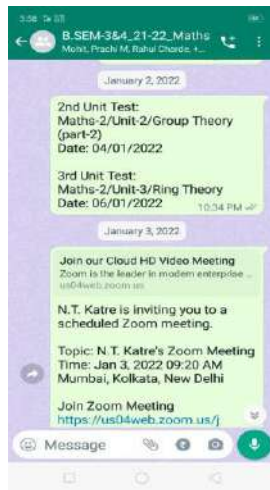 3:58
B.SEM-3&4_21-22_Maths
Mohit, Prachi M, Rahul Charde, +...
January 2, 2022
2nd Unit Test:
Maths-2/Unit-2/Group Theory
(part-2)
Date: 04/01/2022
3rd Unit Test:
Maths-2/Unit-3/Ring Theory
Date: 06/01/2022
10:34 PM
January 3, 2022
Join our Cloud HD Video Meeting
Zoom is the leader in modern enterprise ...
us04web.zoom.us
N.T. Katre is inviting you to a
scheduled Zoom meeting.
Topic: N.T. Katre's Zoom Meeting
Time: Jan 3, 2022 09:20 AM
Mumbai, Kolkata, New Delhi
Join Zoom Meeting
https://us04web.zoom.us/j
Message